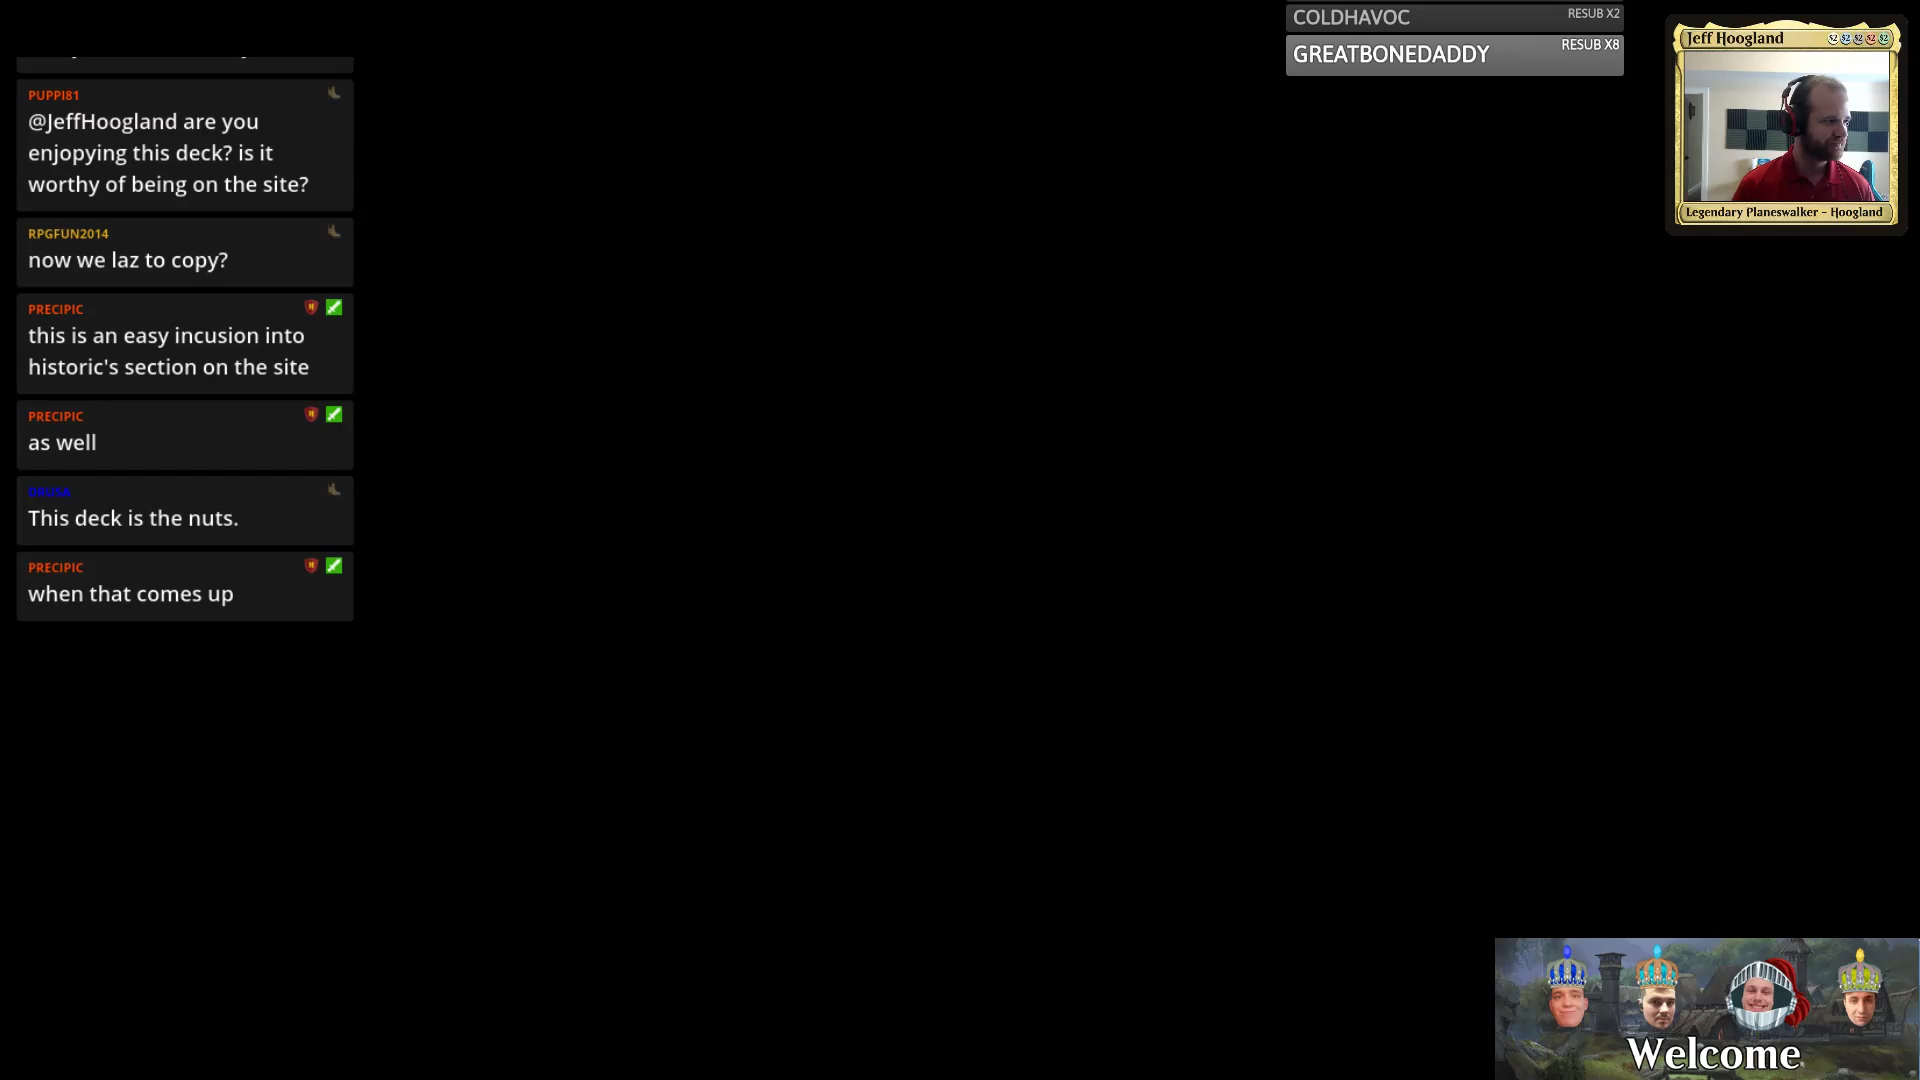 COLDHAVOC RESUB X2
GREATBONEDADDY RESUB X8
Jeff Hoogland
Legendary Planeswalker - Hoogland
PUPPI81
@JeffHoogland are you
enjopying this deck? is it
worthy of being on the site?
RPGFUN2014
now we laz to copy?
PRECIPIC
this is an easy incusion into
historic's section on the site
PRECIPIC
as well
This deck is the nuts.
PRECIPIC
when that comes up
Welcome